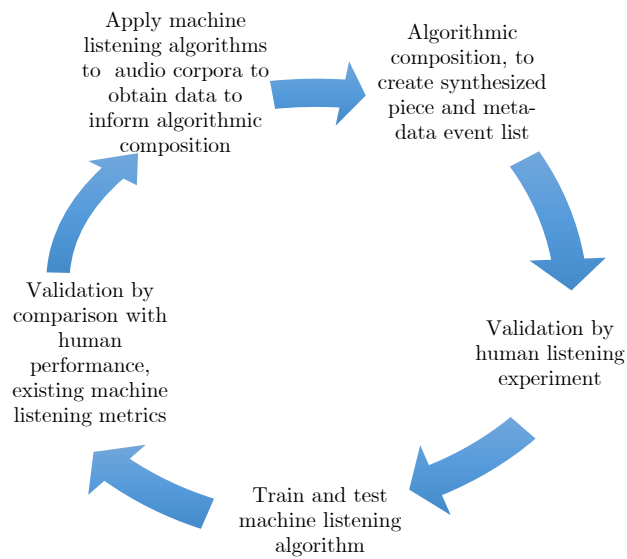 Apply machine
listening algorithms
to audio corpora to
obtain data to
inform algorithmic
composition
Algorithmic
composition, to
create synthesized
piece and meta-
data event list
Validation by
human listening
experiment
Train and test
machine listening
algorithm
Validation by
comparison with
human
performance,
existing machine
listening metrics